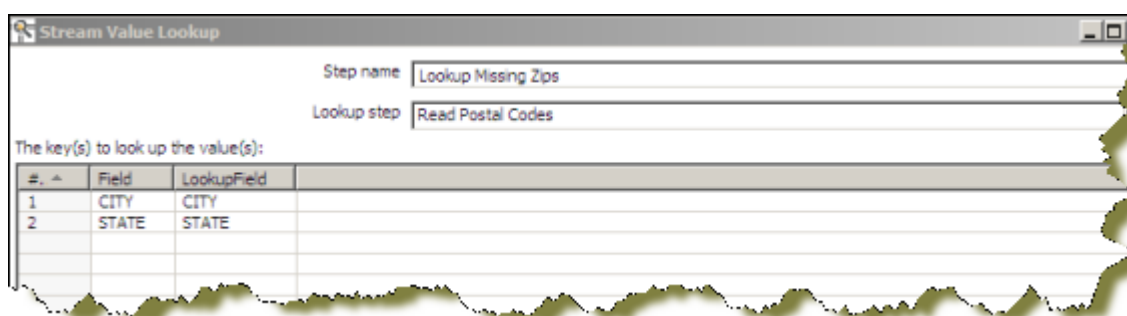 Stream Value Lookup
Step name Lookup Missing Zips
Lookup step Read Postal Codes
The key(s) to look up the value(s):
#. Field LookupField
1 CITY CITY
2 STATE STATE